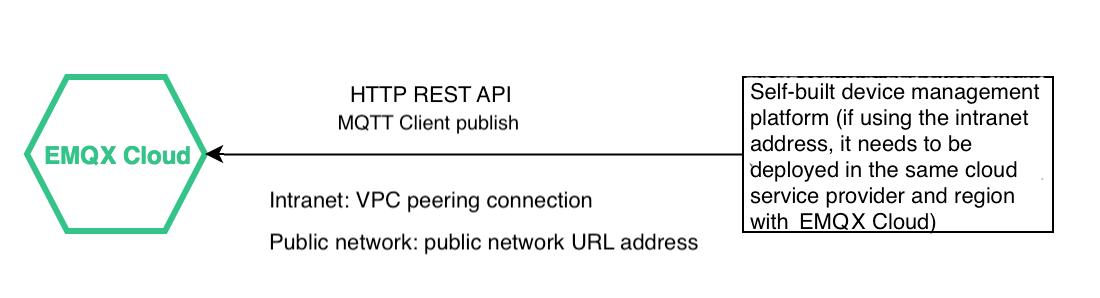 EMQX Cloud
HTTP REST API
MQTT Client publish
Intranet: VPC peering connection
Public network: public network URL address
Self-built device management
platform (if using the intranet
address, it needs to be
deployed in the same cloud
service provider and region
with EMQX Cloud)